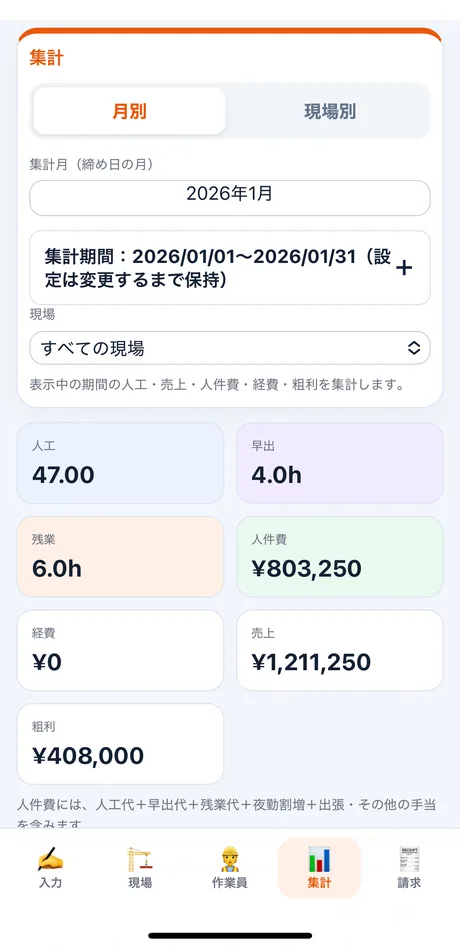 集計
月別
現場別
集計月（締め日の月）
2026年1月
集計期間：2026/01/01〜2026/01/31（設
定は変更するまで保持）
+
現場
すべての現場
表示中の期間の人工・売上・人件費・経費・粗利を集計します。
人工
47.00
早出
4.0h
残業
6.0h
人件費
¥803,250
経費
¥0
売上
¥1,211,250
粗利
¥408,000
人件費には、人工代＋早出代＋残業代＋夜勤割増＋出張・その他の手当
を含みます
入力
現場
作業員
集計
RECEIPT
請求